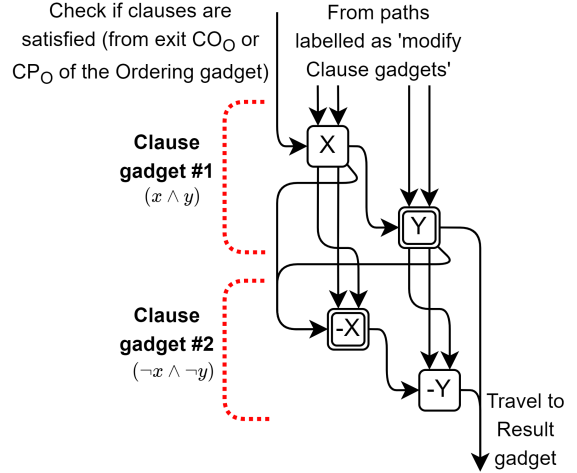 Check if clauses are
satisfied (from exit CO_O or
CP_O of the Ordering gadget)
From paths
labelled as 'modify
Clause gadgets'
Clause
gadget #1
(x ∧ y)
X
Y
Clause
gadget #2
(¬x ∧ ¬y)
-X
-Y
Travel to
Result
gadget